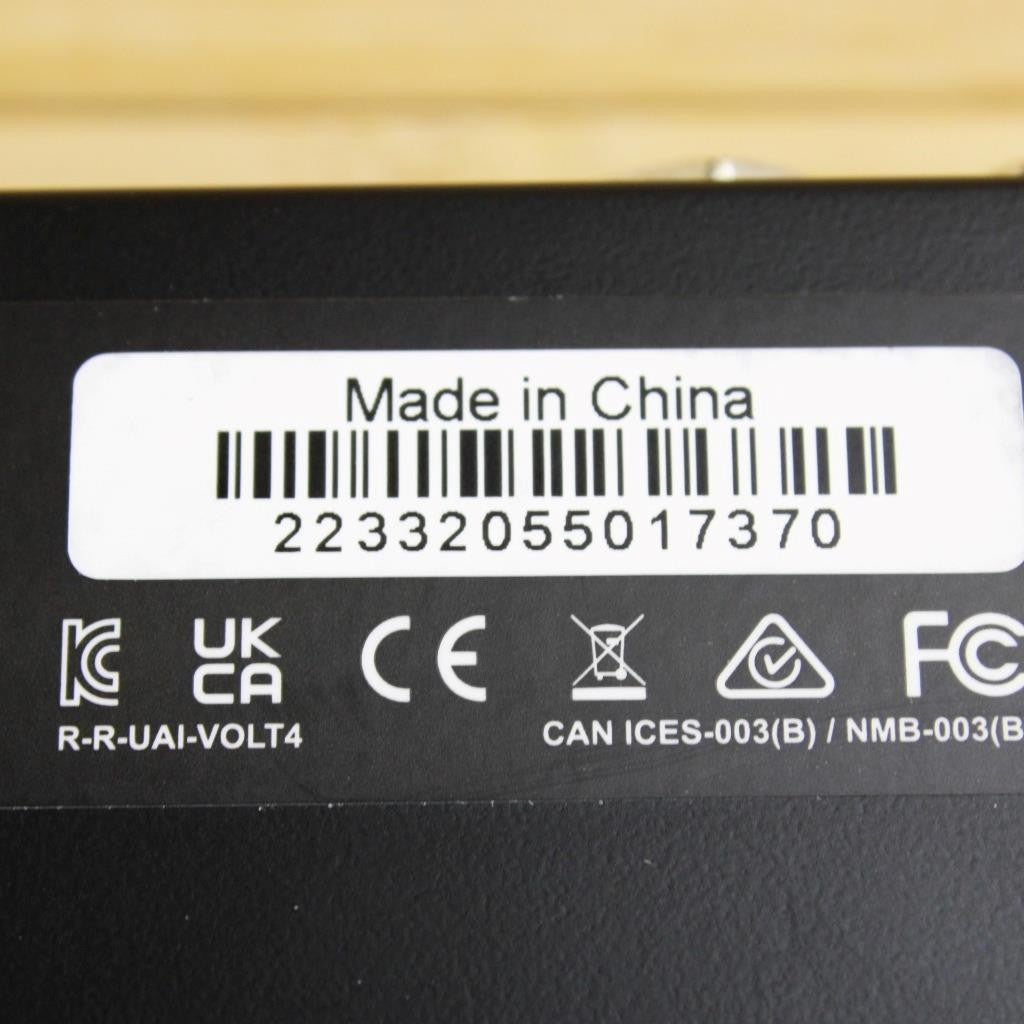 Made in China
22332055017370
UK
CA
CE
FC
R-R-UAI-VOLT4
CAN ICES-003(B) / NMB-003(B